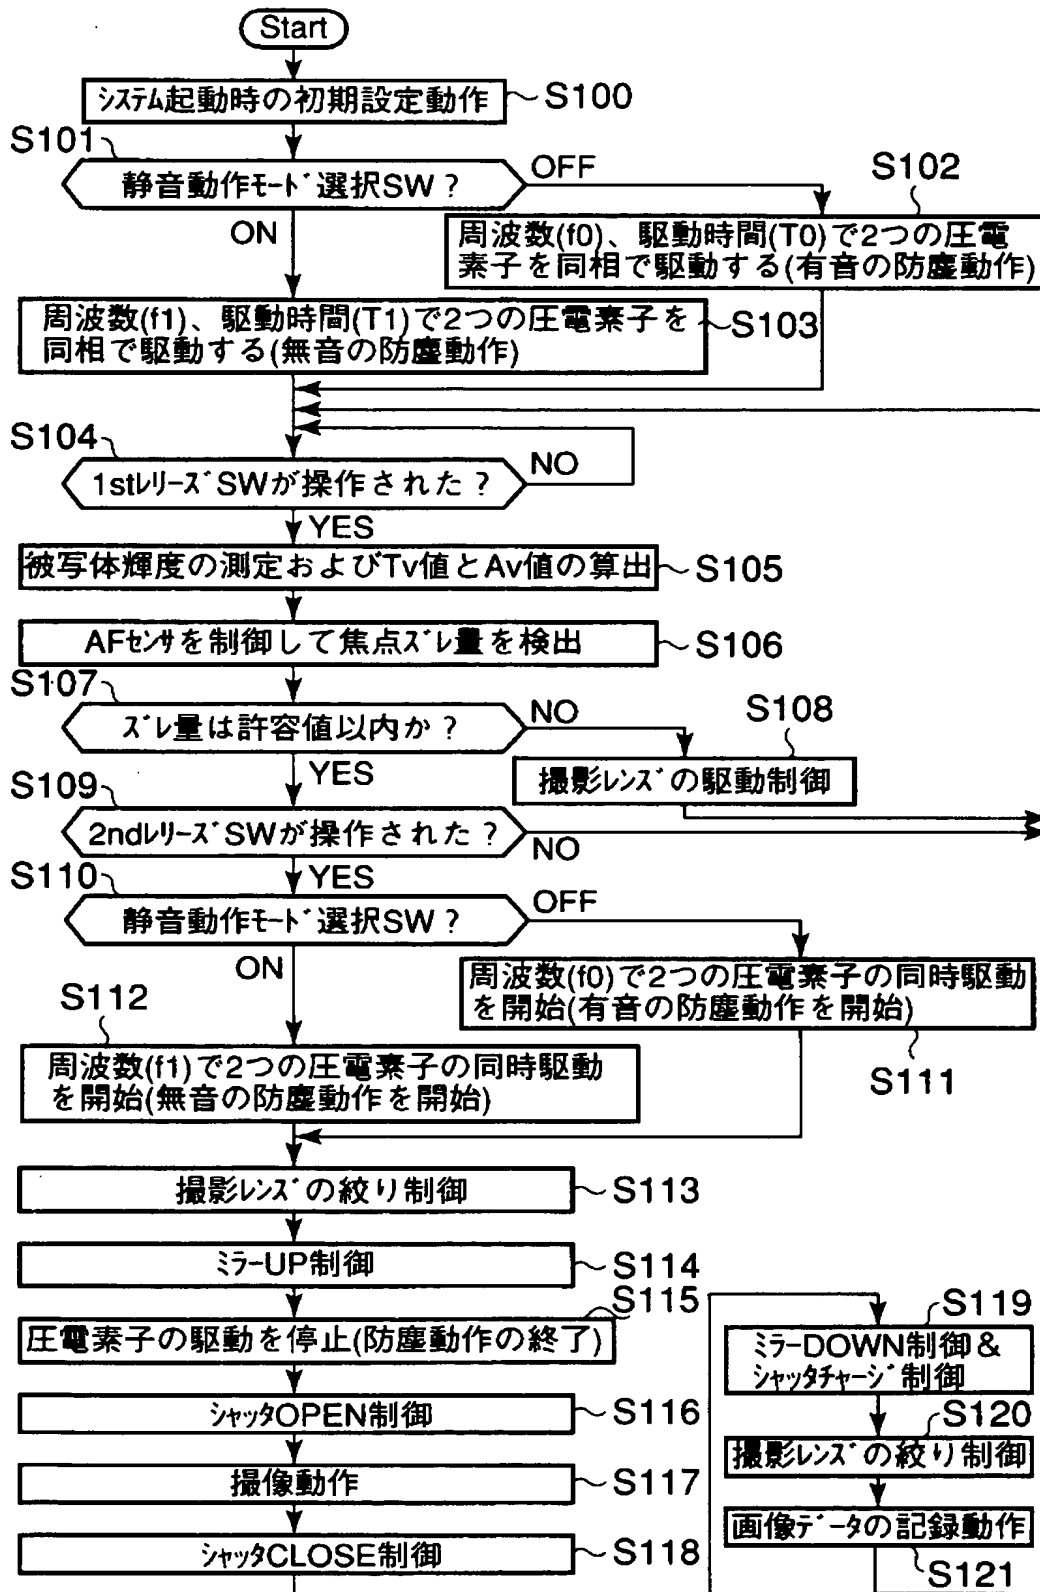 Start
システム起動時の初期設定動作
S100
S101
静音動作モード選択SW？
OFF
ON
S102
周波数(f0)、駆動時間(T0)で2つの圧電
素子を同相で駆動する(有音の防塵動作)
周波数(f1)、駆動時間(T1)で2つの圧電素子を
同相で駆動する(無音の防塵動作)
S103
S104
1stレリーズSWが操作された？
NO
YES
被写体輝度の測定およびTv値とAv値の算出
S105
AFセンサを制御して焦点ズレ量を検出
S106
S107
ズレ量は許容値以内か？
NO
YES
S108
撮影レンズの駆動制御
S109
2ndレリーズSWが操作された？
NO
YES
S110
静音動作モード選択SW？
OFF
ON
周波数(f0)で2つの圧電素子の同時駆動
を開始(有音の防塵動作を開始)
S111
S112
周波数(f1)で2つの圧電素子の同時駆動
を開始(無音の防塵動作を開始)
撮影レンズの絞り制御
S113
ミラーUP制御
S114
S115
圧電素子の駆動を停止(防塵動作の終了)
シャッタOPEN制御
S116
撮像動作
S117
シャッタCLOSE制御
S118
S119
ミラーDOWN制御&
シャッタチャージ制御
S120
撮影レンズの絞り制御
画像データの記録動作
S121